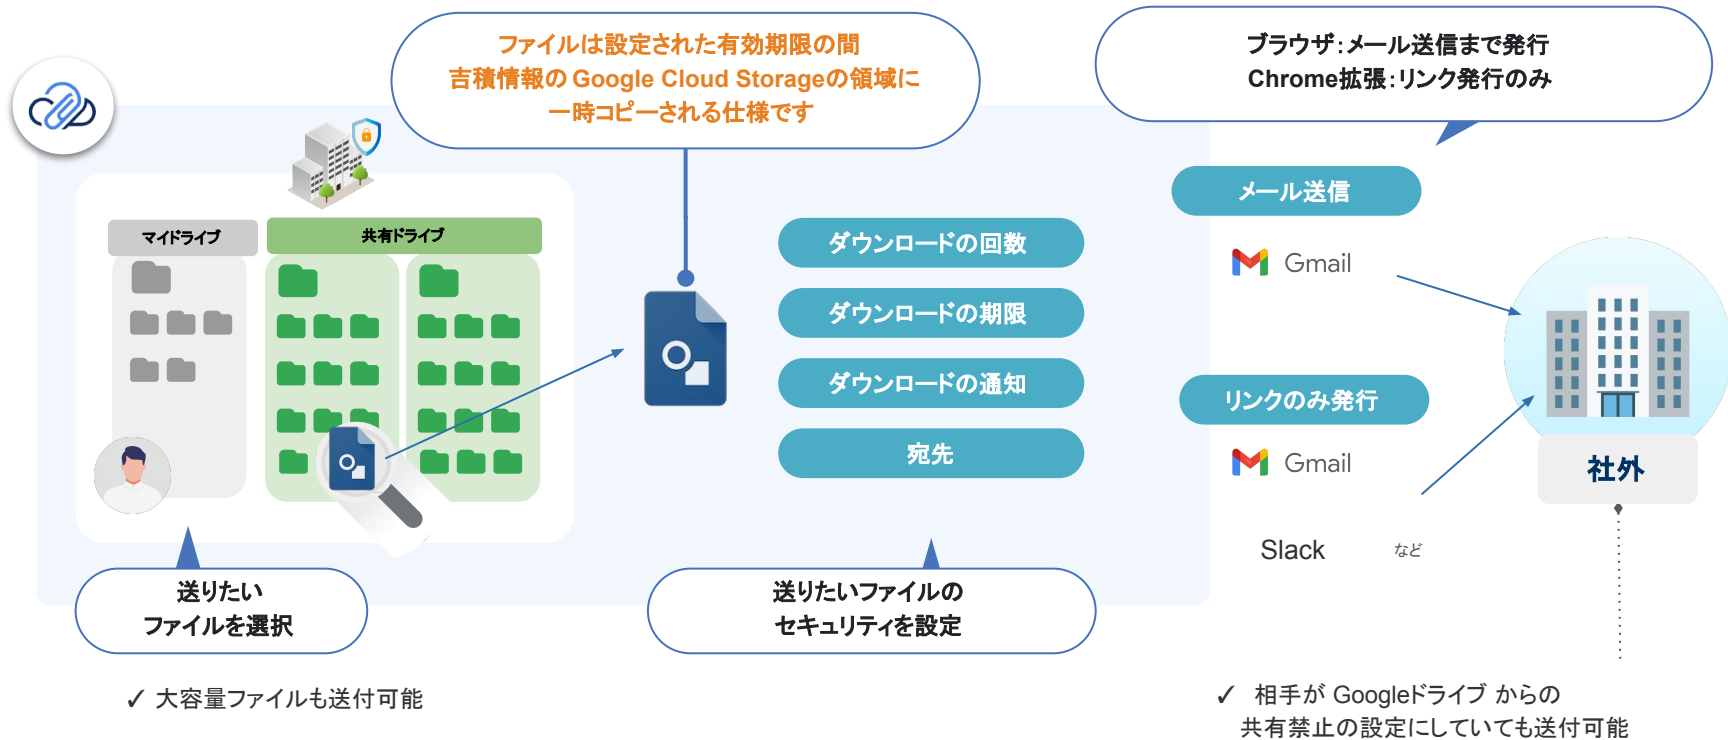 ファイルは設定された有効期限の間
吉積情報の Google Cloud Storageの領域に
一時コピーされる仕様です
ブラウザ：メール送信まで発行
Chrome拡張：リンク発行のみ
マイドライブ
共有ドライブ
ダウンロードの回数
ダウンロードの期限
ダウンロードの通知
宛先
メール送信
Gmail
リンクのみ発行
Gmail
Slack など
社外
送りたい
ファイルを選択
送りたいファイルの
セキュリティを設定
✓ 大容量ファイルも送付可能
✓ 相手が Googleドライブ からの
共有禁止の設定にしていても送付可能